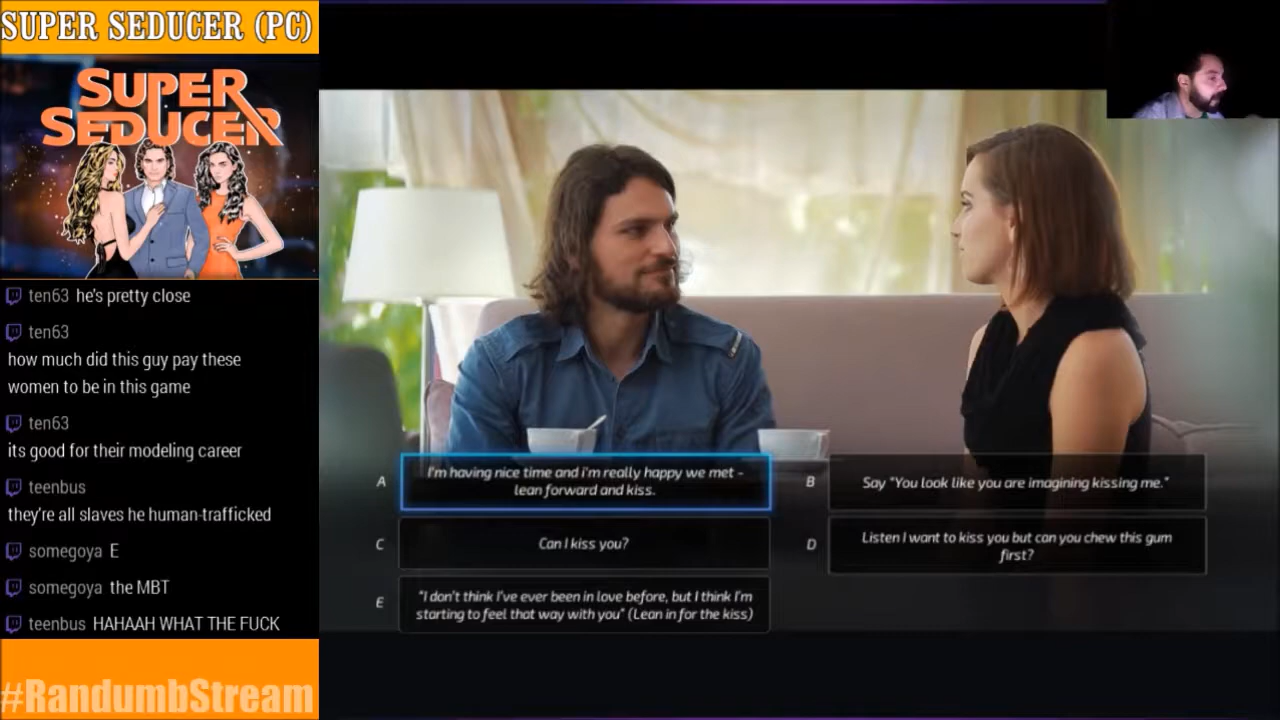 SUPER SEDUCER (PC)
SUPER
SEDUCER
ten63 he's pretty close
ten63
how much did this guy pay these
women to be in this game
ten63
its good for their modeling career
teenbus
they're all slaves he human-trafficked
somegoya E
somegoya the MBT
teenbus HAHAAH WHAT THE FUCK
#RandumbStream
A I'm having nice time and i'm really happy we met -
lean forward and kiss.
B Say "You look like you are imagining kissing me."
C Can I kiss you?
D Listen I want to kiss you but can you chew this gum
first?
E "I don't think I've ever been in love before, but I think I'm
starting to feel that way with you" (Lean in for the kiss)